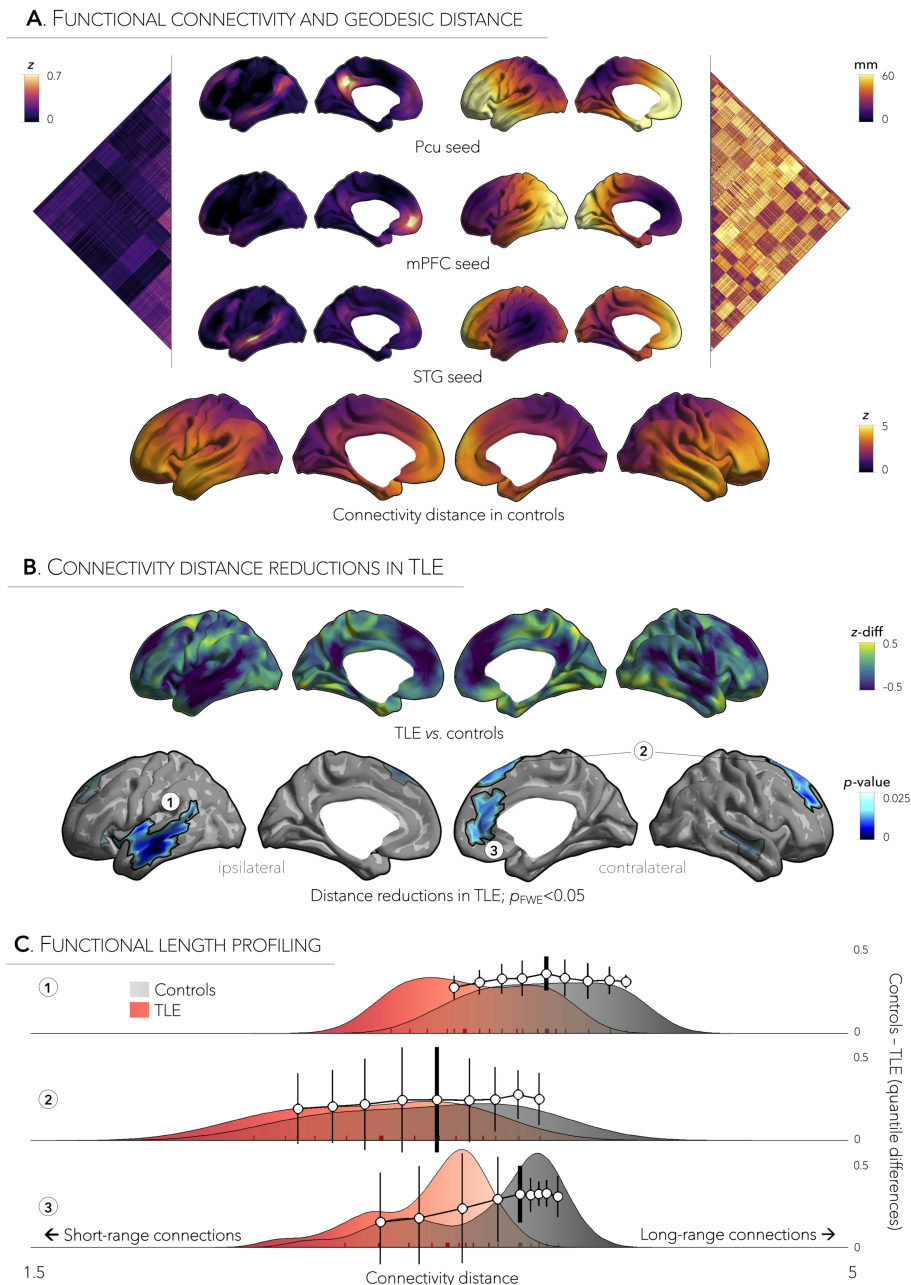 A. FUNCTIONAL CONNECTIVITY AND GEODESIC DISTANCE
z
0.7
0
mm
60
0
Pcu seed
mPFC seed
STG seed
z
5
0
Connectivity distance in controls
B. CONNECTIVITY DISTANCE REDUCTIONS IN TLE
z-diff
0.5
-0.5
TLE vs. controls
2
1
3
p-value
0.025
0
ipsilateral
contralateral
Distance reductions in TLE; pFWE<0.05
C. FUNCTIONAL LENGTH PROFILING
0.5
1
Controls
TLE
0
0.5
2
0
0.5
3
← Short-range connections
Long-range connections →
0
1.5
Connectivity distance
5
Controls – TLE (quantile differences)